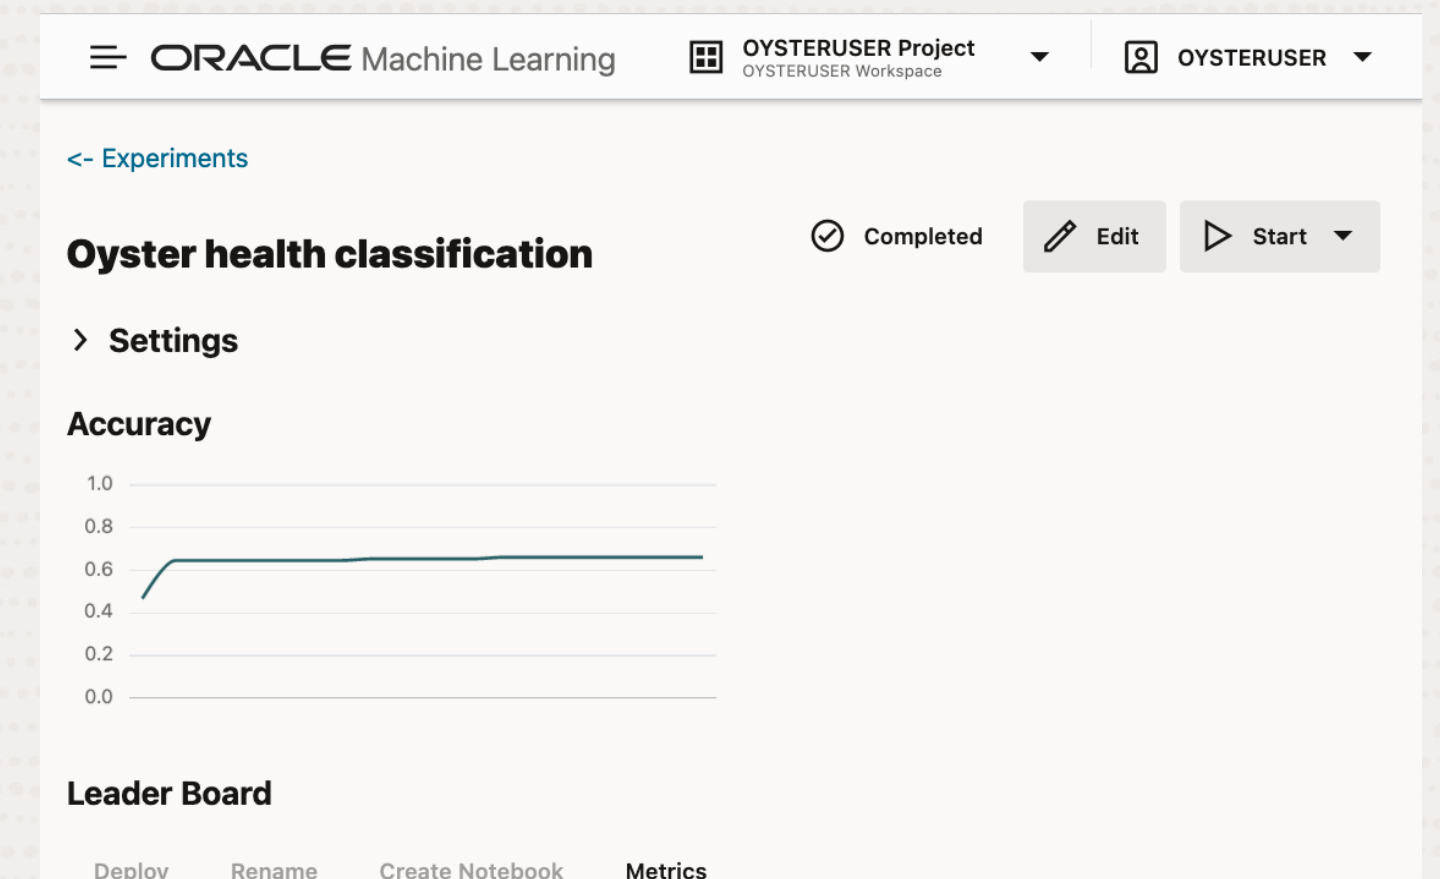 ORACLE Machine Learning
OYSTERUSER Project
OYSTERUSER Workspace
OYSTERUSER
<- Experiments
Oyster health classification
Completed
Edit
Start
Settings
Accuracy
1.0
0.8
0.6
0.4
0.2
0.0
Leader Board
Deploy Rename Create Notebook Metrics